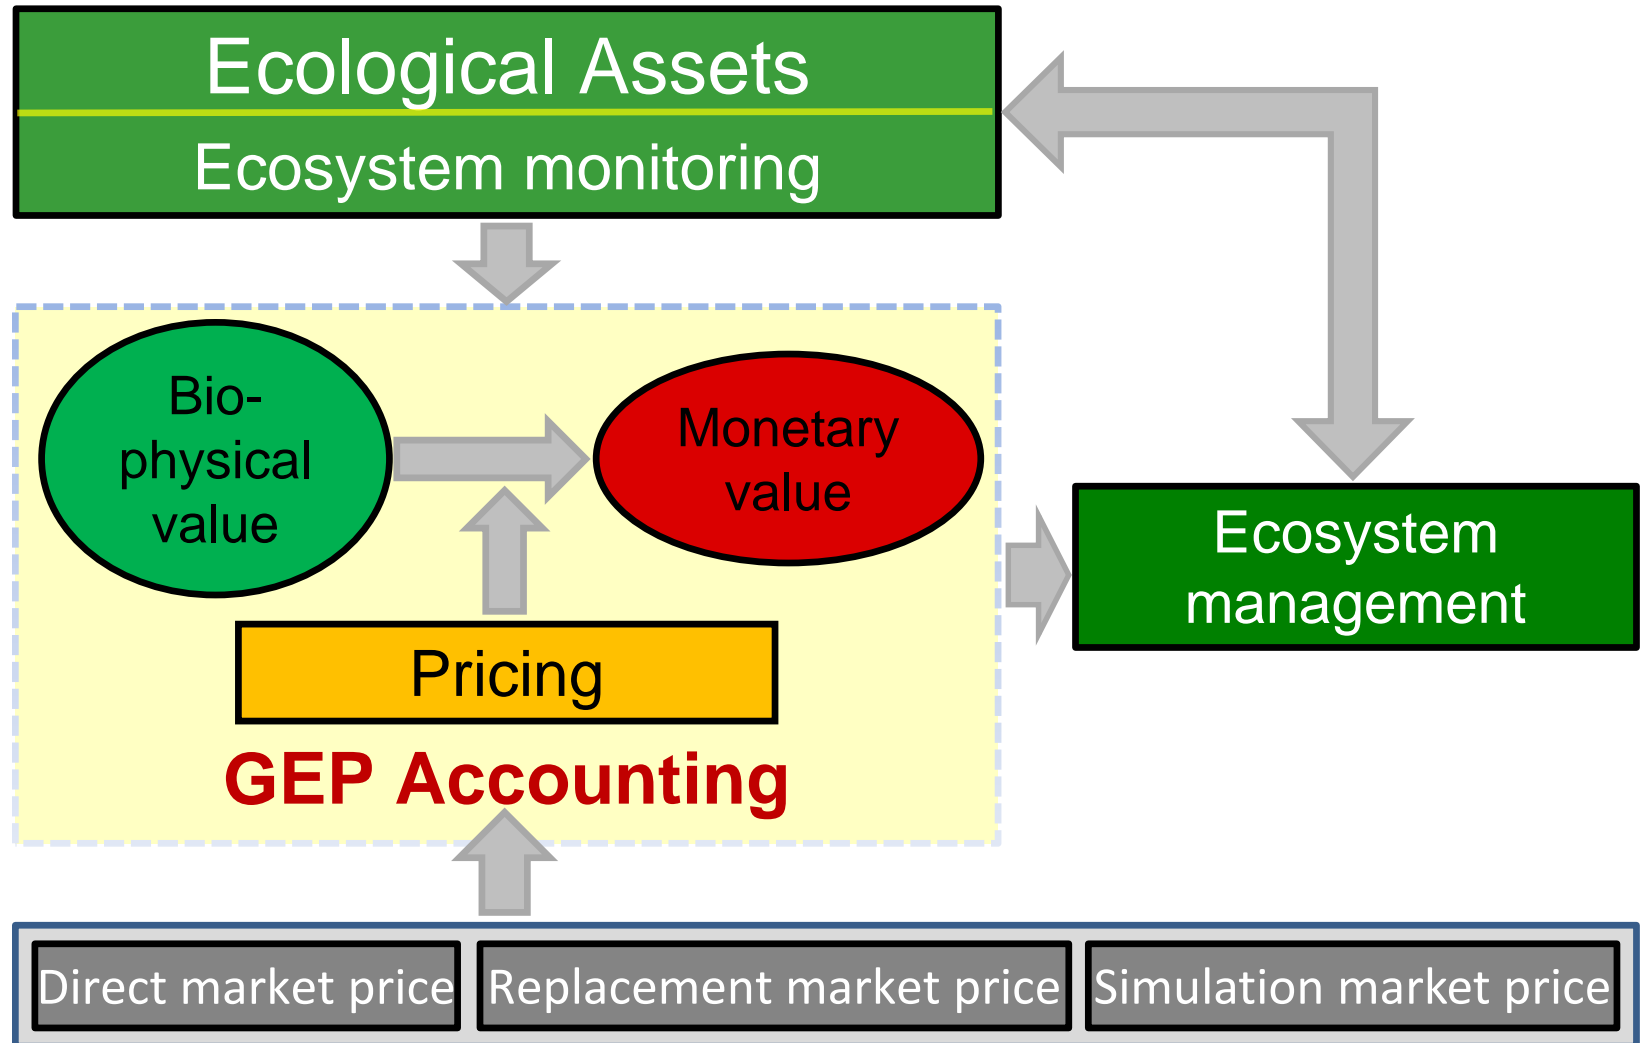 Ecological Assets
Ecosystem monitoring
Bio-
physical
value
Monetary
value
Pricing
GEP Accounting
Ecosystem
management
Direct market price
Replacement market price
Simulation market price